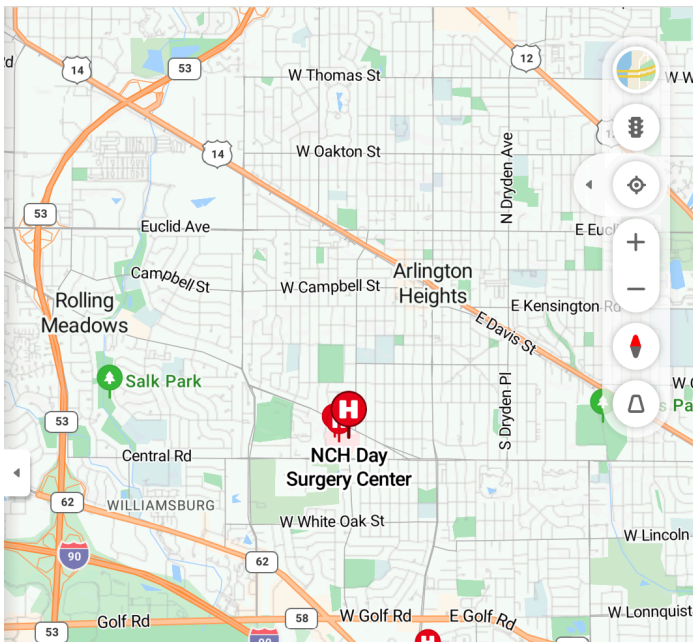 14
53
W Thomas St
12
14
W Oakton St
N Dryden Ave
53
Euclid Ave
Campbell St
W Campbell St
Arlington
Heights
Rolling
Meadows
E Kensington Rd
E Davis St
Salk Park
S Dryden Pl
H
53
Central Rd
NCH Day
Surgery Center
62
WILLIAMSBURG
W White Oak St
W Lincoln
90
62
W Lonnquist
58
53
Golf Rd
W Golf Rd
E Golf Rd
90
H